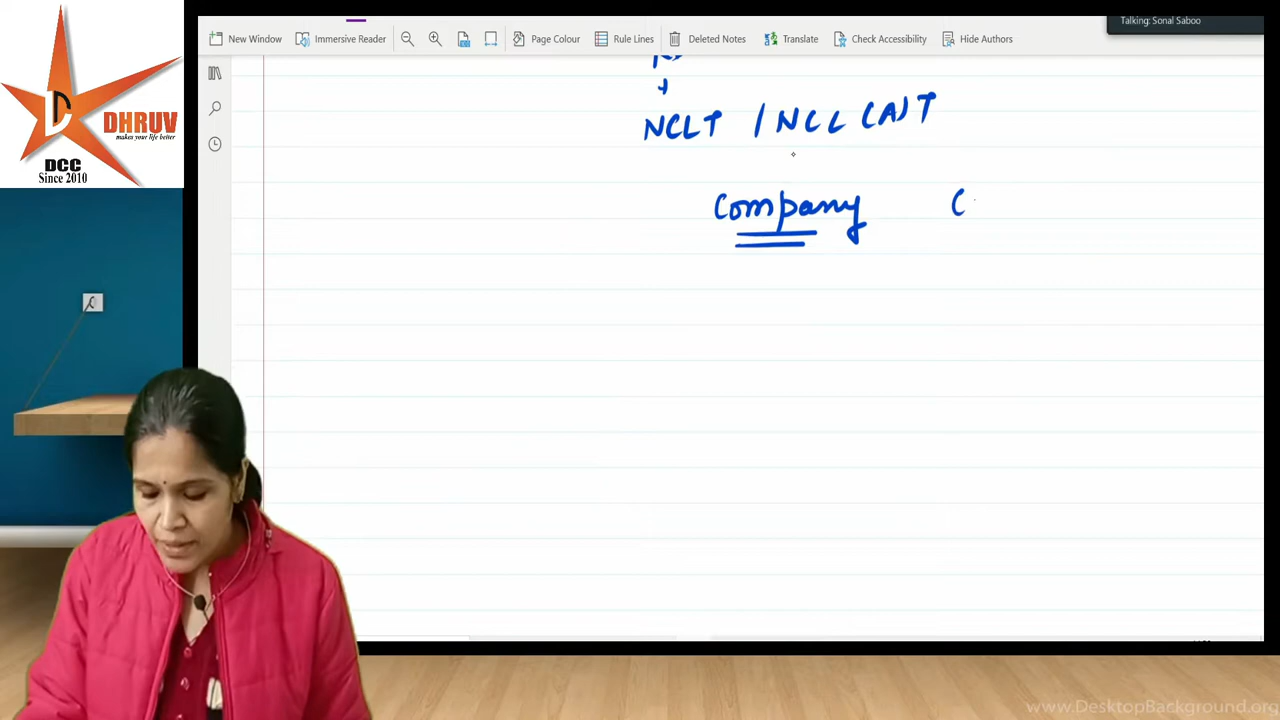 Talking: Sonal Saboo
New Window Immersive Reader Page Colour Rule Lines Deleted Notes Translate Check Accessibility Hide Authors
D
DHRUV
makes your life better
DCC
Since 2010
NCLT / NCL (A) T
Company (
www.DesktopBackground.org